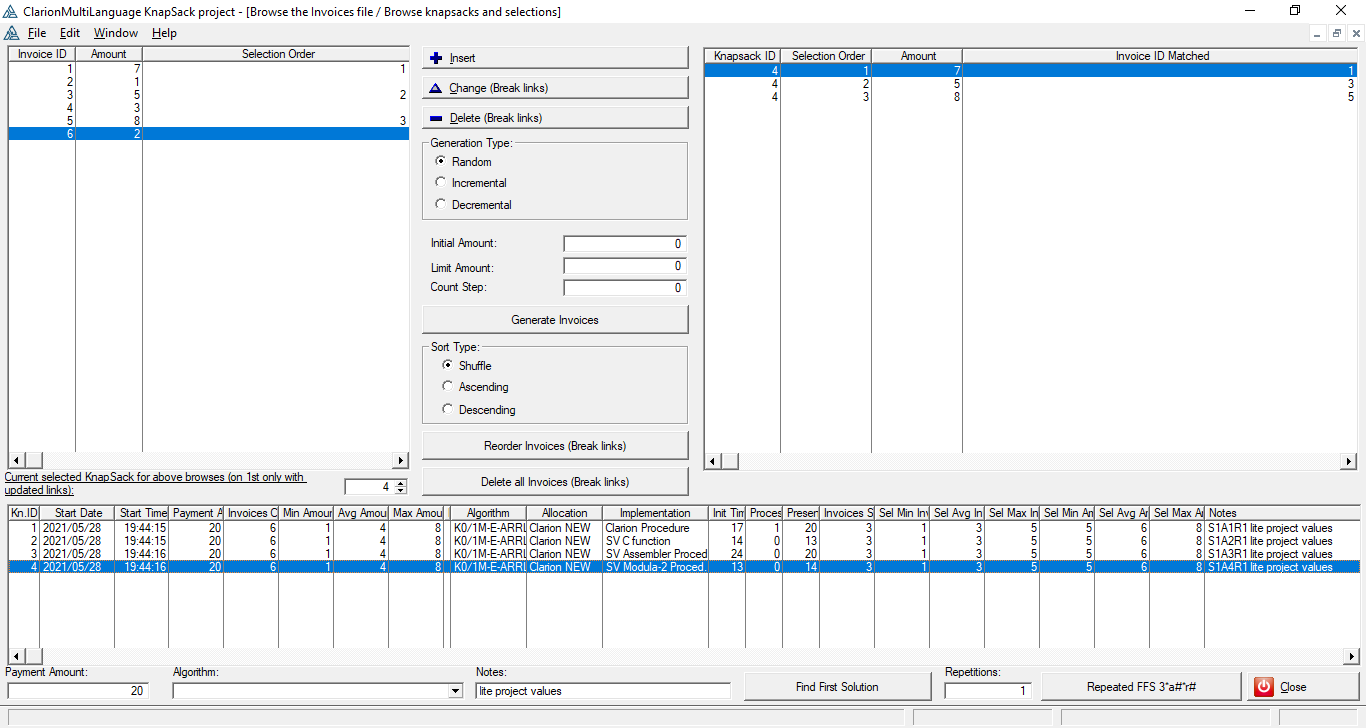 ClarionMultiLanguage KnapSack project - [Browse the Invoices file / Browse knapsacks and selections]
File Edit Window Help
Invoice ID Amount Selection Order
1 7 1
2 1
3 5 2
4 3
5 8 3
6 2
Insert
Change (Break links)
Delete (Break links)
Generation Type:
Random
Incremental
Decremental
Initial Amount: 0
Limit Amount: 0
Count Step: 0
Generate Invoices
Sort Type:
Shuffle
Ascending
Descending
Reorder Invoices (Break links)
Delete all Invoices (Break links)
Knapsack ID Selection Order Amount Invoice ID Matched
4 1 7 1
4 2 5 3
4 3 8 5
Current selected KnapSack for above browses (on 1st only with
updated links): 4
Kn.ID Start Date Start Time Payment A Invoices C Min Amour Avg Amou Max Amou Algorithm Allocation Implementation Init Tim Proces Presen Invoices S Sel Min Inv Sel Avg In Sel Max In Sel Min An Sel Avg Ar Sel Max Ar Notes
1 2021/05/28 19:44:15 20 6 1 4 8 K0/1M-E-ARRL Clarion NEW Clarion Procedure 17 1 20 3 1 3 5 5 6 8 S1A1R1 lite project values
2 2021/05/28 19:44:15 20 6 1 4 8 K0/1M-E-ARRL Clarion NEW SV C function 14 0 13 3 1 3 5 5 6 8 S1A2R1 lite project values
3 2021/05/28 19:44:16 20 6 1 4 8 K0/1M-E-ARRL Clarion NEW SV Assembler Proced 24 0 20 3 1 3 5 5 6 8 S1A3R1 lite project values
4 2021/05/28 19:44:16 20 6 1 4 8 K0/1M-E-ARRL Clarion NEW SV Modula-2 Proced. 13 0 14 3 1 3 5 5 6 8 S1A4R1 lite project values
Payment Amount: Algorithm: Notes: Repetitions:
20 lite project values Find First Solution 1 Repeated FFS 3*a#*r# Close